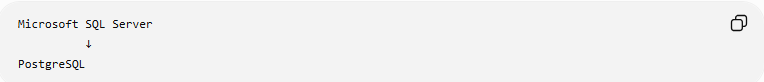 Microsoft SQL Server
↓
PostgreSQL